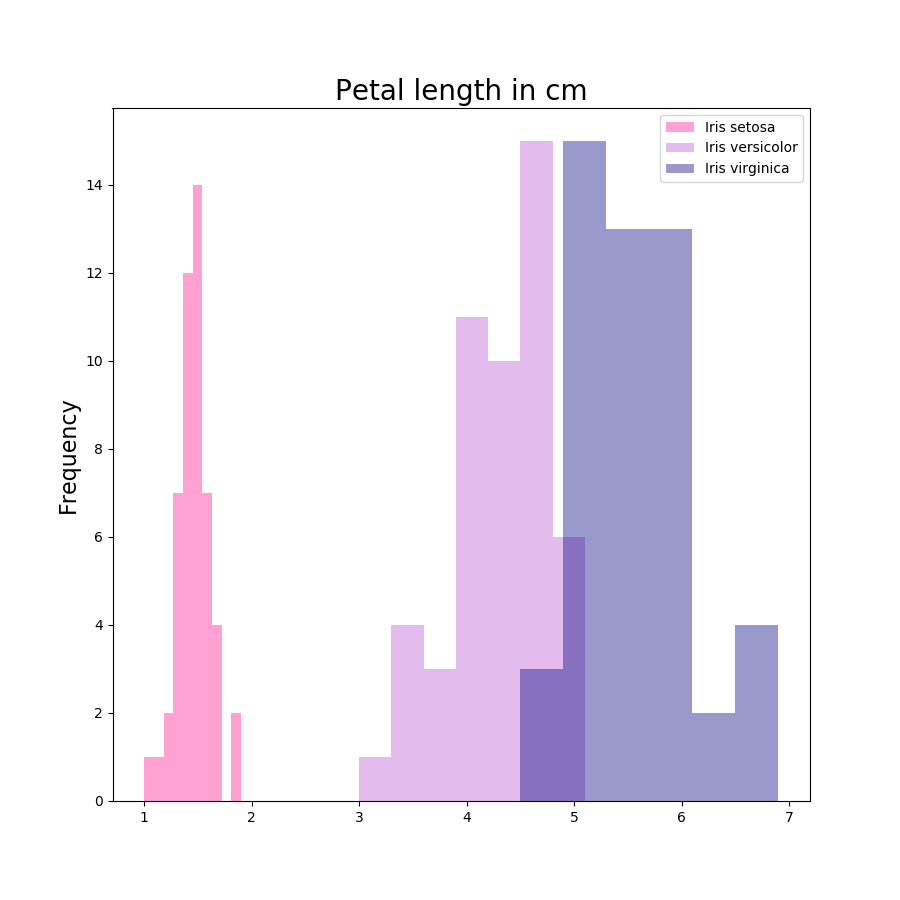 Petal length in cm
Iris setosa
Iris versicolor
Iris virginica
Frequency
14
12
10
8
6
4
2
0
1 2 3 4 5 6 7